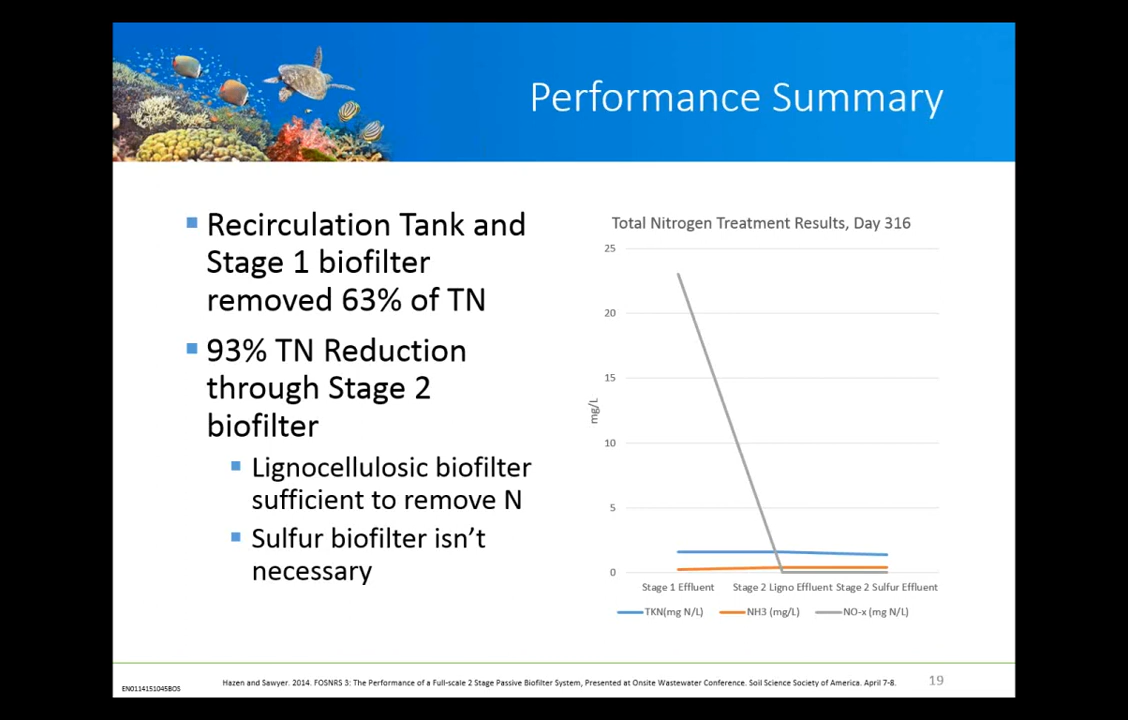 Performance Summary
Recirculation Tank and
Stage 1 biofilter
removed 63% of TN
93% TN Reduction
through Stage 2
biofilter
Lignocellulosic biofilter
sufficient to remove N
Sulfur biofilter isn't
necessary
Total Nitrogen Treatment Results, Day 316
25
20
15
10
5
0
mg/L
Stage 1 Effluent
Stage 2 Ligno Effluent
Stage 2 Sulfur Effluent
TKN(mg N/L)
NH3 (mg/L)
NO-x (mg N/L)
EN0114151045BOS
Hazen and Sawyer. 2014. FOSNRS 3: The Performance of a Full-scale 2 Stage Passive Biofilter System, Presented at Onsite Wastewater Conference. Soil Science Society of America. April 7-8.
19